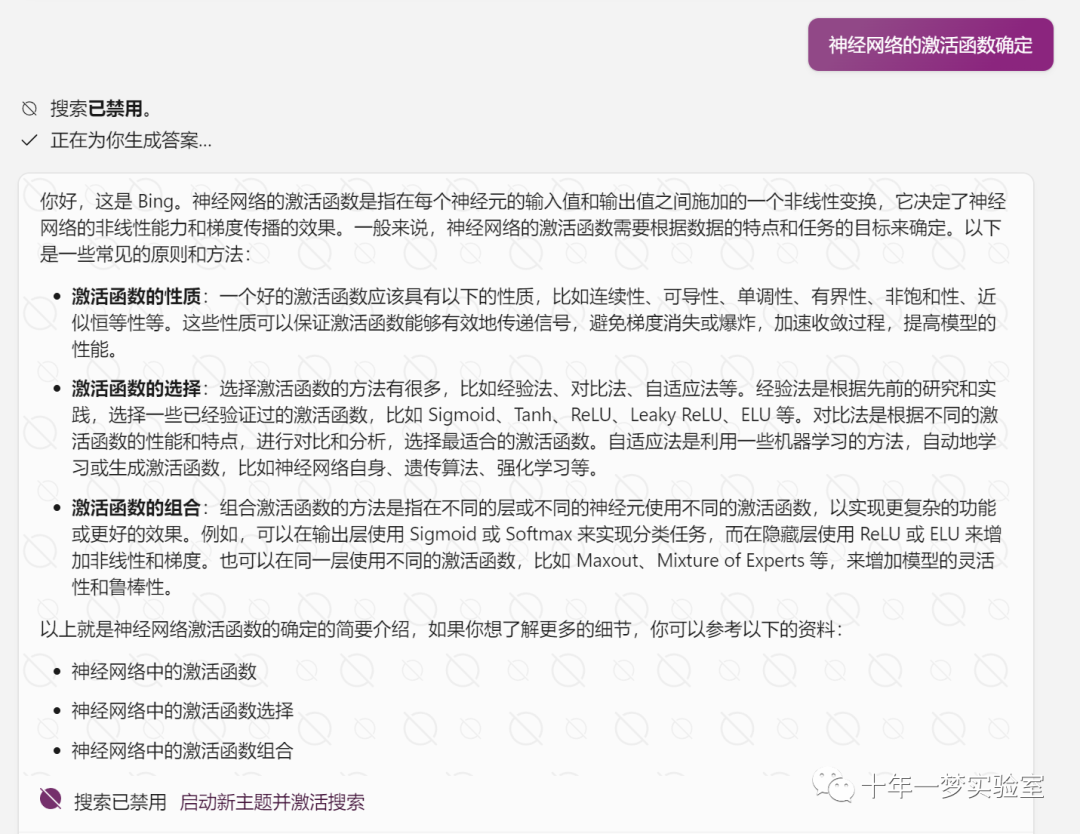 神经网络的激活函数确定
搜索已禁用。
正在为你生成答案...
你好，这是 Bing。神经网络的激活函数是指在每个神经元的输入值和输出值之间施加的一个非线性变换，它决定了神经
网络的非线性能力和梯度传播的效果。一般来说，神经网络的激活函数需要根据数据的特点和任务的目标来确定。以下
是一些常见的原则和方法：
• 激活函数的性质：一个好的激活函数应该具有以下的性质，比如连续性、可导性、单调性、有界性、非饱和性、近
似恒等性等。这些性质可以保证激活函数能够有效地传递信号，避免梯度消失或爆炸，加速收敛过程，提高模型的
性能。
• 激活函数的选择：选择激活函数的方法有很多，比如经验法、对比法、自适应法等。经验法是根据先前的研究和实
践，选择一些已经验证过的激活函数，比如 Sigmoid、Tanh、ReLU、Leaky ReLU、ELU 等。对比法是根据不同的激
活函数的性能和特点，进行对比和分析，选择最适合的激活函数。自适应法是利用一些机器学习的方法，自动地学
习或生成激活函数，比如神经网络自身、遗传算法、强化学习等。
• 激活函数的组合：组合激活函数的方法是指在不同的层或不同的神经元使用不同的激活函数，以实现更复杂的功能
或更好的效果。例如，可以在输出层使用 Sigmoid 或 Softmax 来实现分类任务，而在隐藏层使用 ReLU 或 ELU 来增
加非线性和梯度。也可以在同一层使用不同的激活函数，比如 Maxout、Mixture of Experts 等，来增加模型的灵活
性和鲁棒性。
以上就是神经网络激活函数的确定的简要介绍，如果你想了解更多的细节，你可以参考以下的资料：
• 神经网络中的激活函数
• 神经网络中的激活函数选择
• 神经网络中的激活函数组合
搜索已禁用 启动新主题并激活搜索
十年一梦实验室